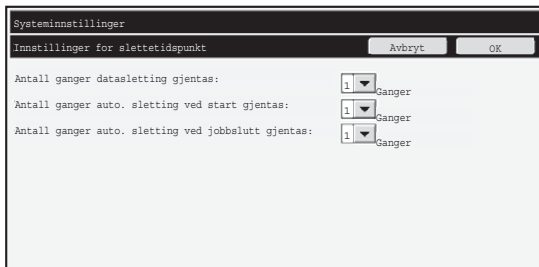 Systeminnstillinger
Innstillinger for slettetidspunkt Avbryt OK
Antall ganger datasletting gjentas: 1 Ganger
Antall ganger auto. sletting ved start gjentas: 1 Ganger
Antall ganger auto. sletting ved jobbslutt gjentas: 1 Ganger